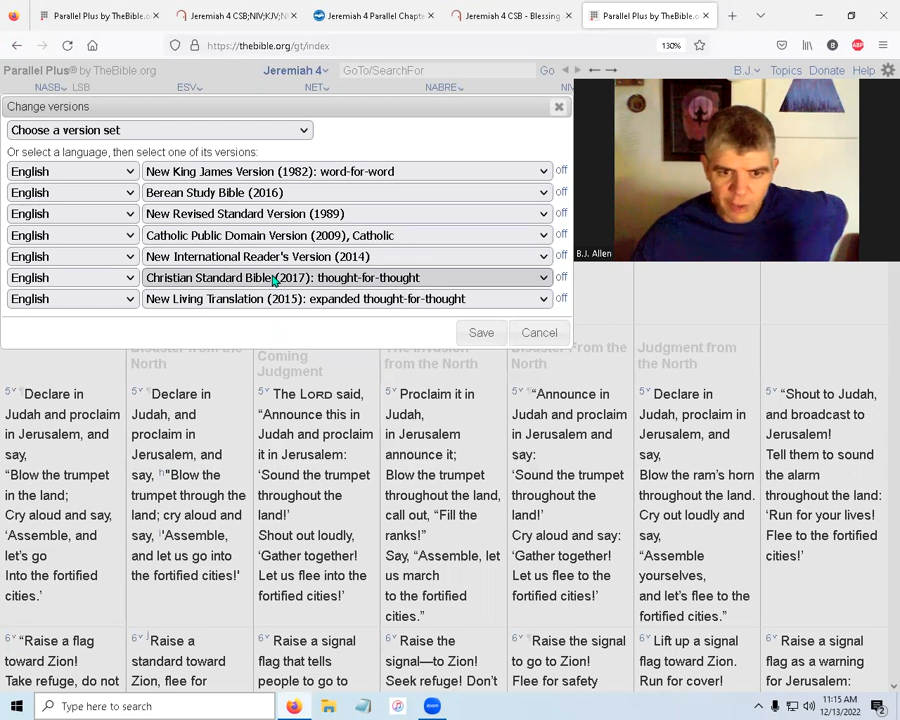 Parallel Plus by TheBible.o
Jeremiah 4 CSB;NIV;KJV;N
Jeremiah 4 Parallel Chapte
Jeremiah 4 CSB - Blessing
Parallel Plus by TheBible.o
https://thebible.org/gt/index
130%
Parallel Plus® by TheBible.org
Jeremiah 4
GoTo/SearchFor
Go
B.J.
Topics
Donate
Help
NASB
LSB
ESV
NET
NABRE
NIV
Change versions
Choose a version set
Or select a language, then select one of its versions:
English New King James Version (1982): word-for-word off
English Berean Study Bible (2016) off
English New Revised Standard Version (1989) off
English Catholic Public Domain Version (2009), Catholic off
English New International Reader's Version (2014) off
English Christian Standard Bible (2017): thought-for-thought off
English New Living Translation (2015): expanded thought-for-thought off
Save
Cancel
B.J. Allen
Disaster from the
North
Coming
Judgment
The Invasion
from the North
Disaster From the
North
Judgment from
the North
5 v ¶Declare in
Judah and proclaim
in Jerusalem, and
say,
“Blow the trumpet
in the land;
Cry aloud and say,
‘Assemble, and
let’s go
Into the fortified
cities.’
5 v ¶Declare in
Judah, and
proclaim in
Jerusalem, and
say, h"Blow the
trumpet through the
land; cry aloud and
say, i'Assemble,
and let us go into
the fortified cities!'
5 v The LORD said,
“Announce this in
Judah and proclaim
it in Jerusalem:
‘Sound the trumpet
throughout the
land!’
Shout out loudly,
‘Gather together!
Let us flee into the
fortified cities!’
5 v Proclaim it in
Judah,
in Jerusalem
announce it;
Blow the trumpet
throughout the land,
call out, “Fill the
ranks!”
Say, “Assemble, let
us march
to the fortified
cities.”
5 v ¶“Announce in
Judah and proclaim
in Jerusalem and
say:
‘Sound the trumpet
throughout the
land!’
Cry aloud and say:
‘Gather together!
Let us flee to the
fortified cities!’
5 v Declare in
Judah, proclaim in
Jerusalem, and
say,
Blow the ram’s horn
throughout the land.
Cry out loudly and
say,
“Assemble
yourselves,
and let’s flee to the
fortified cities.”
5 v “Shout to Judah,
and broadcast to
Jerusalem!
Tell them to sound
the alarm
throughout the land:
‘Run for your lives!
Flee to the fortified
cities!’
6 v “Raise a flag
toward Zion!
Take refuge, do not
6 v j Raise a
standard toward
Zion, flee for
6 v Raise a signal
flag that tells
people to go to
6 v Raise the
signal—to Zion!
Seek refuge! Don’t
6 v ¶Raise the signal
to go to Zion!
Flee for safety
6 v Lift up a signal
flag toward Zion.
Run for cover!
6 v Raise a signal
flag as a warning
for Jerusalem:
Type here to search
11:15 AM
12/13/2022
2